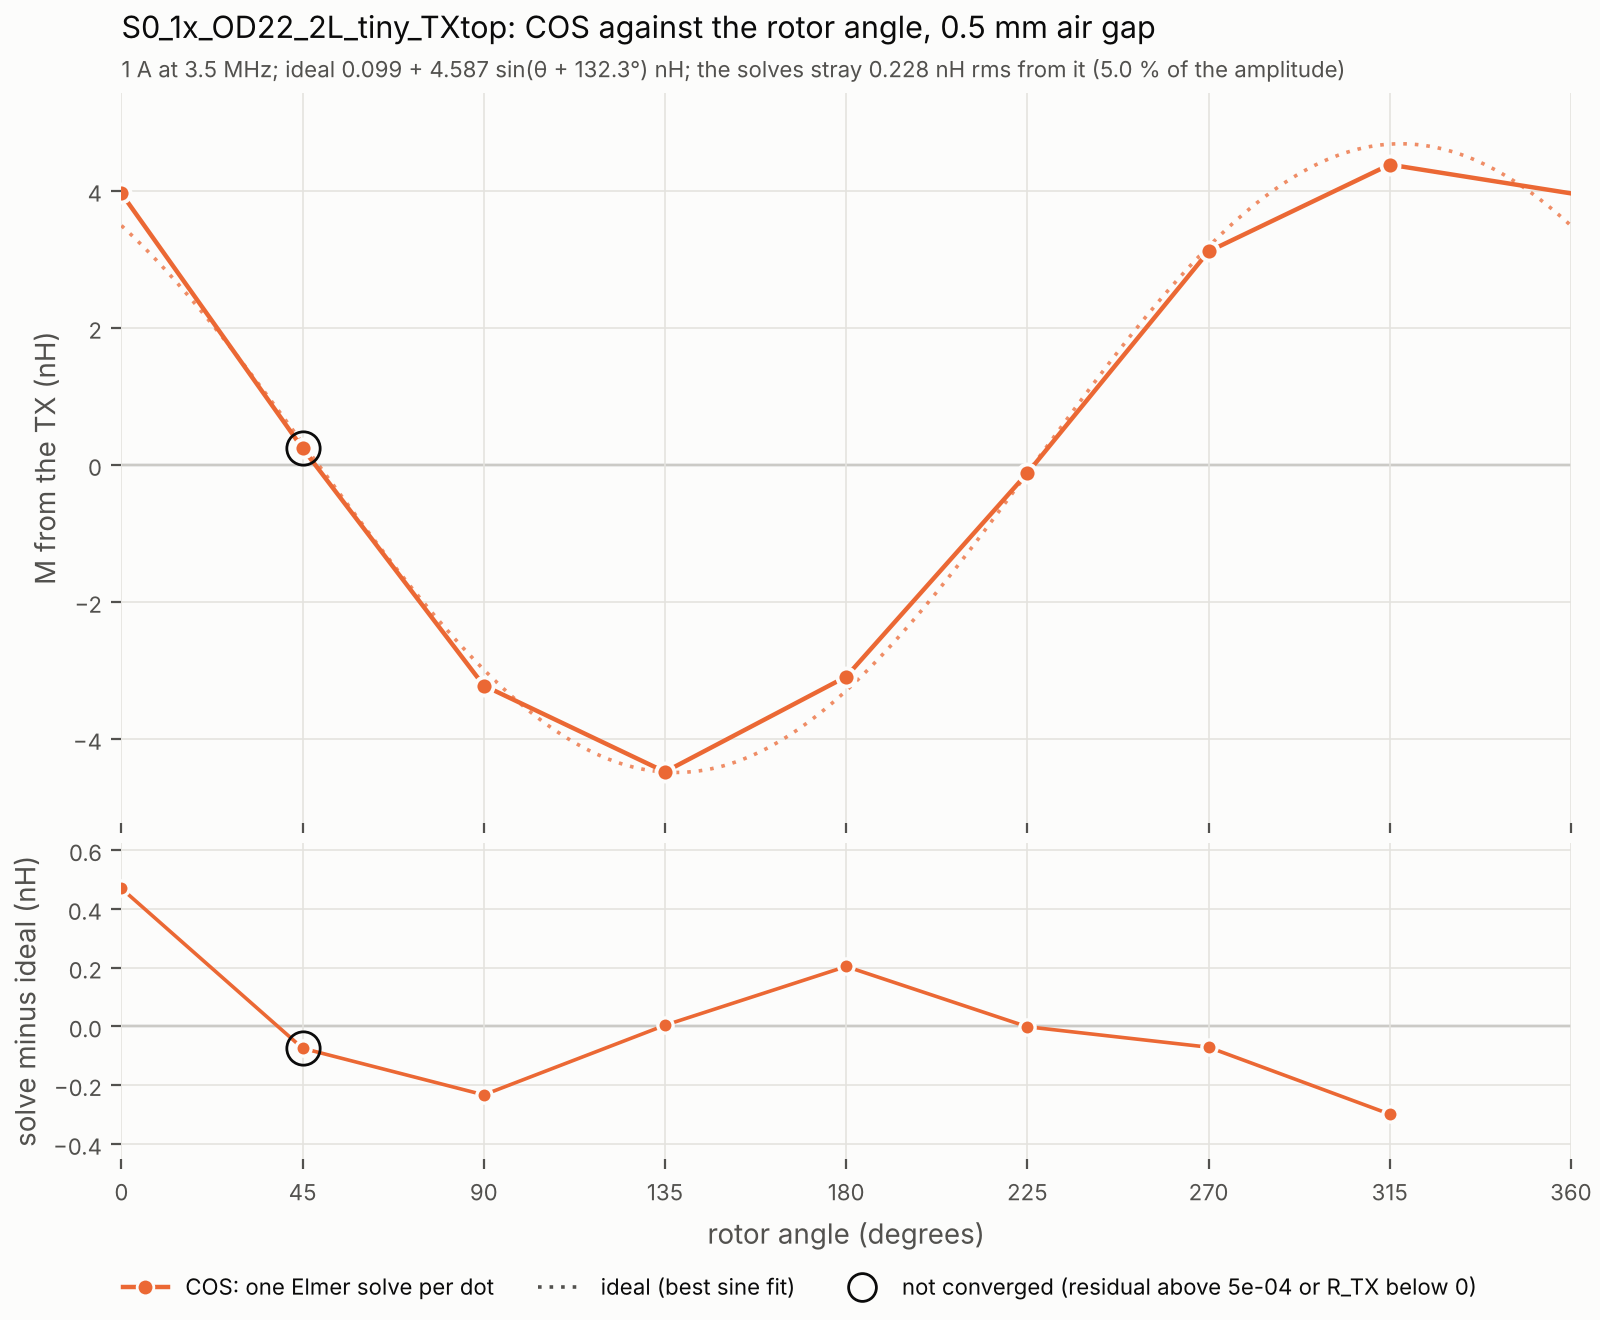 S0_1x_OD22_2L_tiny_TXtop: COS against the rotor angle, 0.5 mm air gap
1 A at 3.5 MHz; ideal 0.099 + 4.587 sin(θ + 132.3°) nH; the solves stray 0.228 nH rms from it (5.0 % of the amplitude)
M from the TX (nH)
4
2
0
−2
−4
solve minus ideal (nH)
0.6
0.4
0.2
0.0
−0.2
−0.4
0 45 90 135 180 225 270 315 360
rotor angle (degrees)
COS: one Elmer solve per dot ideal (best sine fit) not converged (residual above 5e-04 or R_TX below 0)